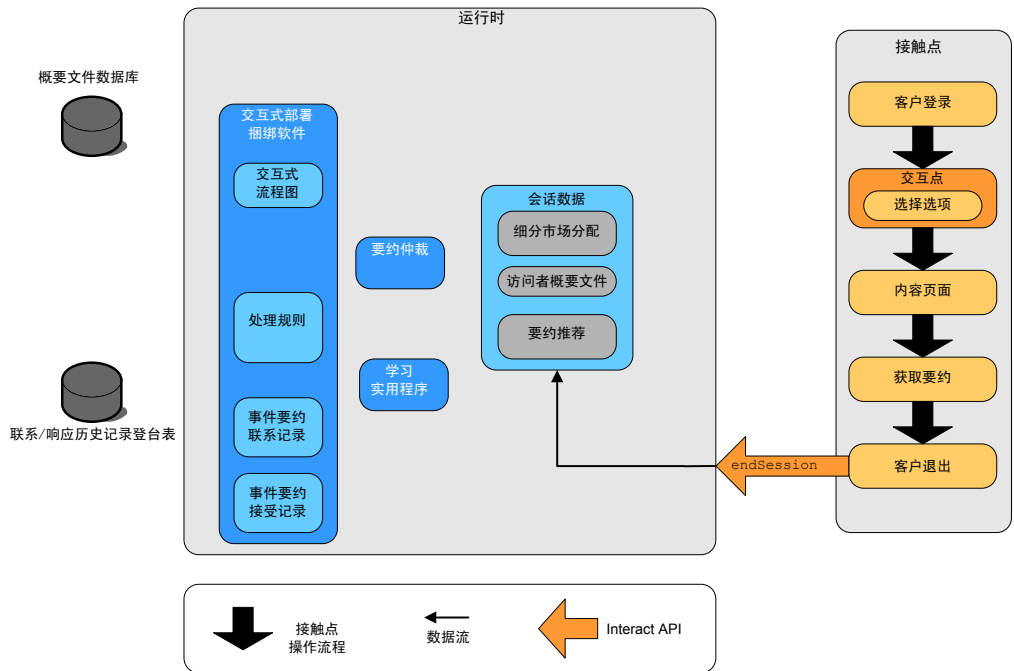 运行时
接触点
概要文件数据库
交互式部署
捆绑软件
交互式
流程图
处理规则
事件要约
联系记录
事件要约
接受记录
要约仲裁
学习
实用程序
会话数据
细分市场分配
访问者概要文件
要约推荐
联系/响应历史记录登台表
客户登录
交互点
选择选项
内容页面
获取要约
客户退出
endSession
接触点
操作流程
数据流
Interact API